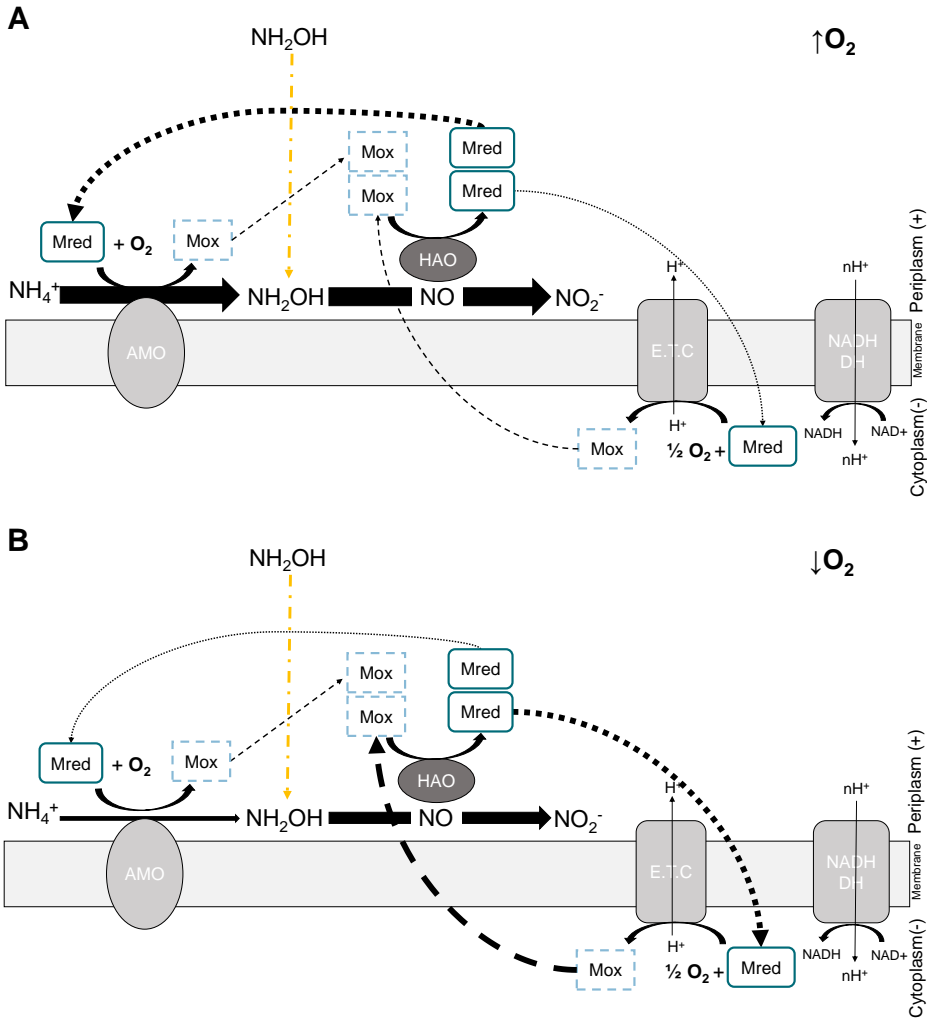 A
NH₂OH
↑O₂
Mox
Mred
Mox
Mred
Mred
+ O₂
Mox
HAO
NH₄⁺
NH₂OH
NO
NO₂⁻
H⁺
nH⁺
Periplasm (+)
AMO
E.T.C
NADH
DH
Membrane
Mox
H⁺
½ O₂ +
Mred
NADH
NAD+
nH⁺
Cytoplasm(-)
B
NH₂OH
↓O₂
Mox
Mred
Mox
Mred
Mred
+ O₂
Mox
HAO
NH₄⁺
NH₂OH
NO
NO₂⁻
H⁺
nH⁺
Periplasm (+)
AMO
E.T.C
NADH
DH
Membrane
Mox
H⁺
½ O₂ +
Mred
NADH
NAD+
nH⁺
Cytoplasm(-)